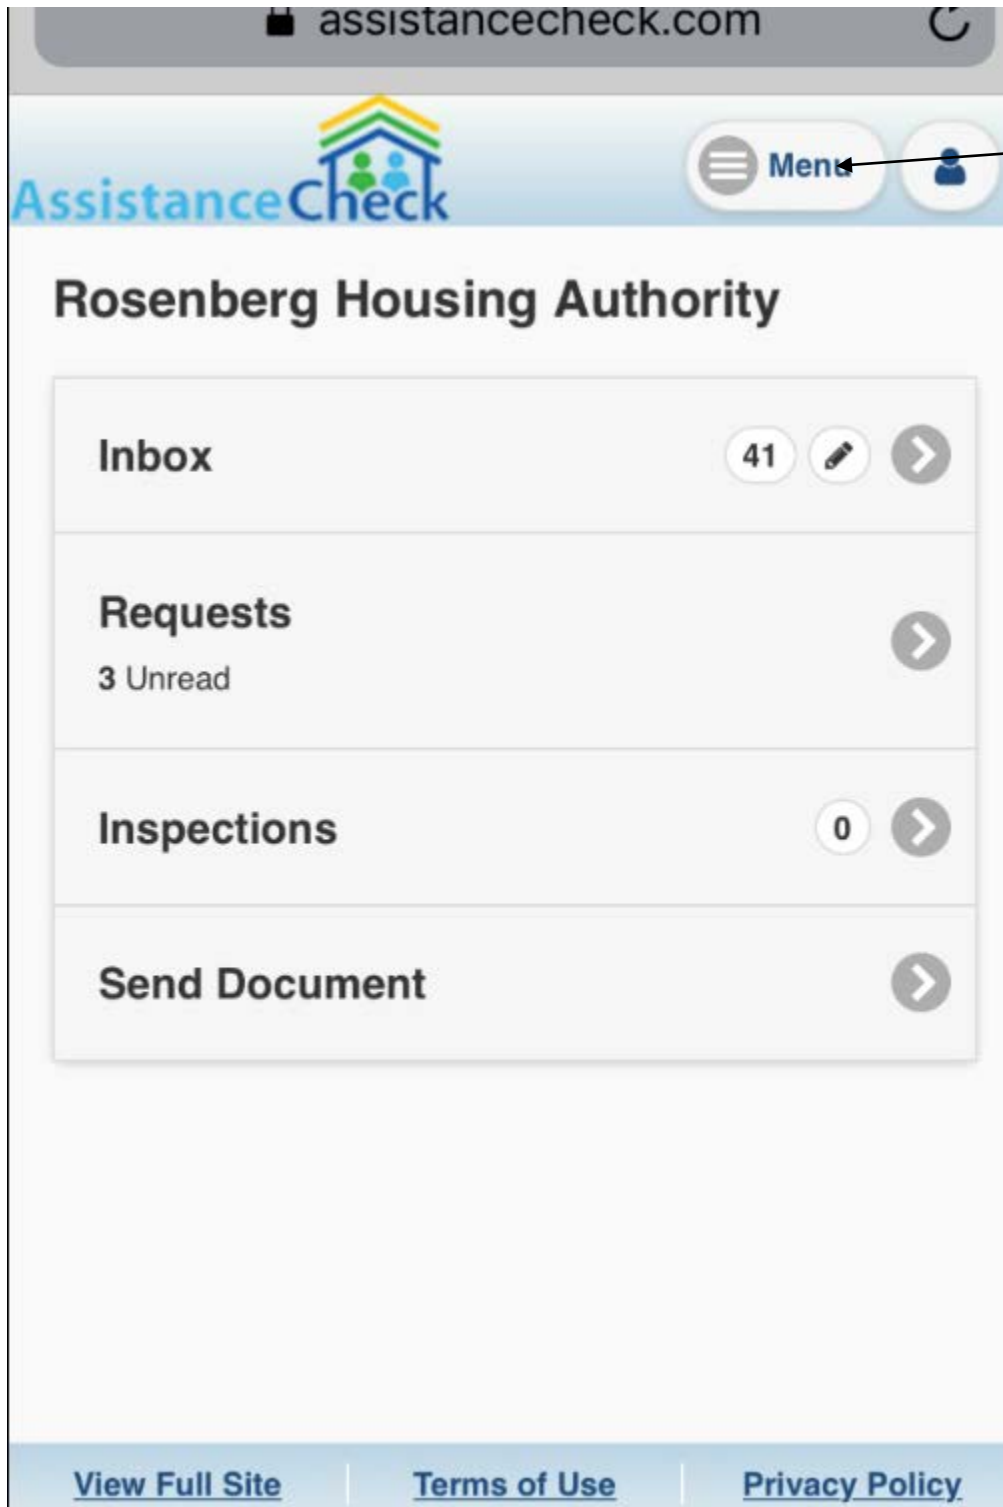 assistancecheck.com
AssistanceCheck
Menu
Rosenberg Housing Authority
Inbox
41
Requests
3 Unread
Inspections
0
Send Document
View Full Site
Terms of Use
Privacy Policy